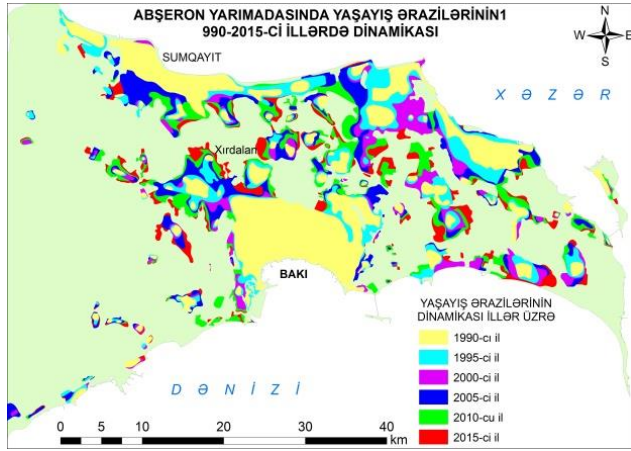 ABŞERON YARIMADASINDA YAŞAYIŞ ƏRAZİLƏRİNİN1
990-2015-Cİ İLLƏRDƏ DİNAMİKASI
N
W E
S
SUMQAYIT
X Ə Z Ə R
Xırdalan
BAKI
YAŞAYIŞ ƏRAZİLƏRİNİN
DİNAMİKASI İLLƏR ÜZRƏ
1990-cı il
1995-ci il
2000-ci il
2005-ci il
2010-cu il
2015-ci il
D Ə N İ Z İ
0 5 10 20 30 40
km